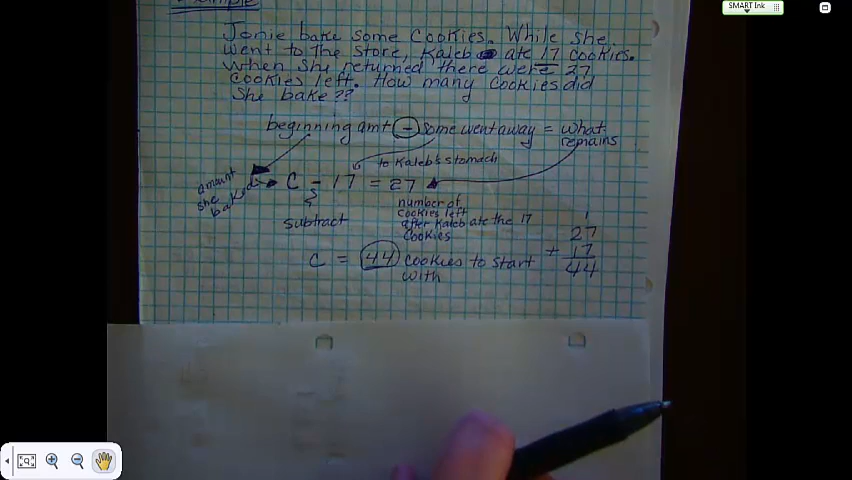 Example
SMART Ink
Jonie bake some cookies. While she
went to the store, Kaleb ate 17 cookies.
When she returned there were 27
cookies left. How many cookies did
she bake??
beginning amt - some went away = what
remains
to Kaleb's stomach
amount
she
baked
C - 17 = 27
subtract
number of
cookies left
after Kaleb ate the 17
cookies
1
27
+ 17
44
C = 44 cookies to start
with